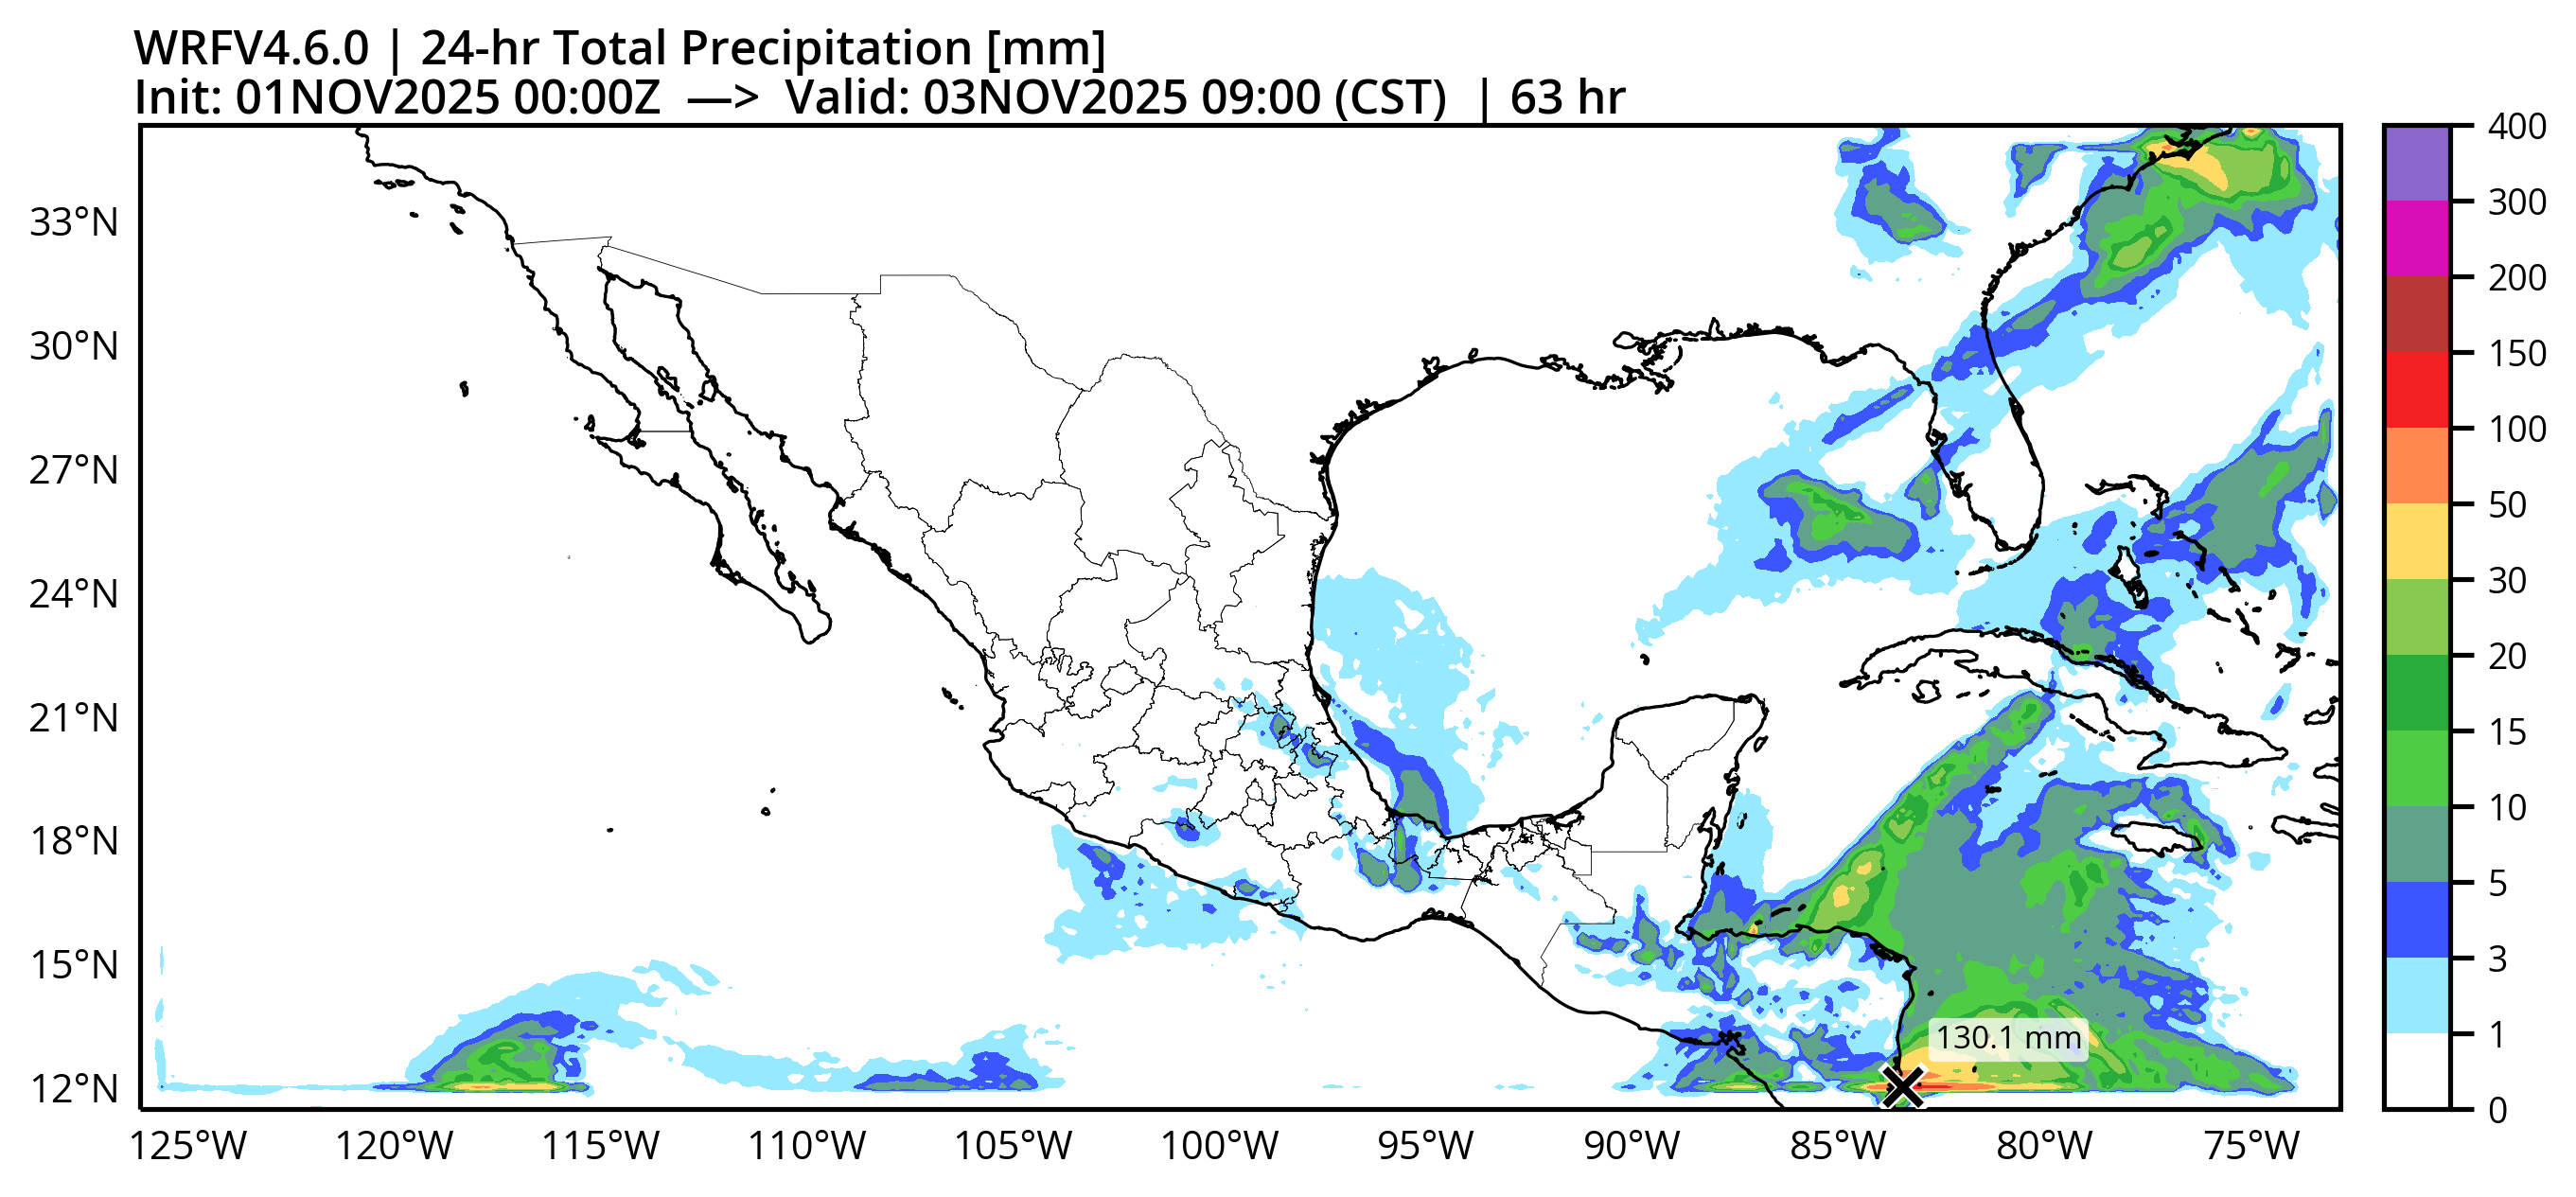 WRFV4.6.0 | 24-hr Total Precipitation [mm]
Init: 01NOV2025 00:00Z —> Valid: 03NOV2025 09:00 (CST) | 63 hr
33°N
30°N
27°N
24°N
21°N
18°N
15°N
12°N
130.1 mm
125°W
120°W
115°W
110°W
105°W
100°W
95°W
90°W
85°W
80°W
75°W
400
300
200
150
100
50
30
20
15
10
5
3
1
0